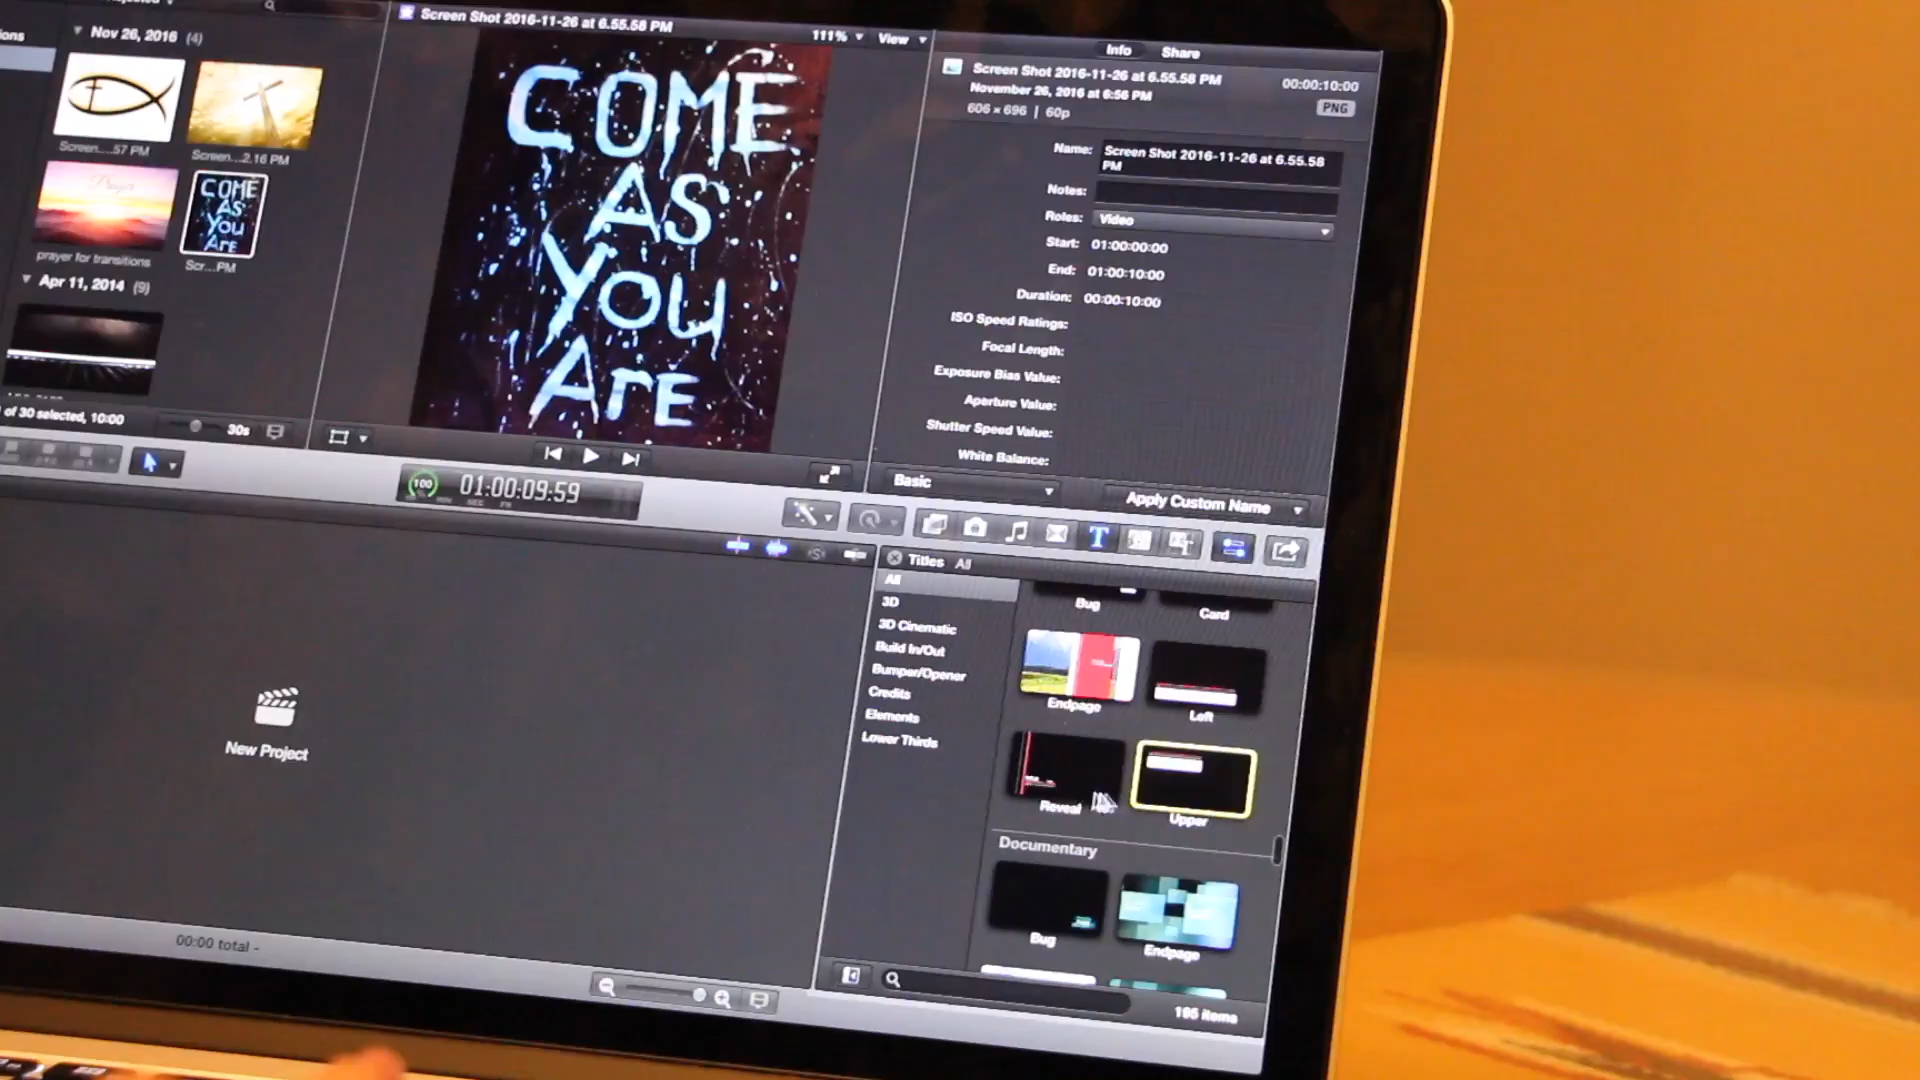 Nov 26, 2016 (4)
Screen....57 PM
Screen...2.16 PM
Prayer
COME
AS
You
Are
prayer for transitions
Scr...PM
Apr 11, 2014 (9)
of 30 selected, 10:00
30s
Screen Shot 2016-11-26 at 6.55.58 PM
111%
View
COME
AS
You
Are
100
01:00:09:59
Info
Share
Screen Shot 2016-11-26 at 6.55.58 PM
00:00:10:00
November 26, 2016 at 6:56 PM
PNG
606 × 696 | 60p
Name: Screen Shot 2016-11-26 at 6.55.58
PM
Notes:
Roles: Video
Start: 01:00:00:00
End: 01:00:10:00
Duration: 00:00:10:00
ISO Speed Ratings:
Focal Length:
Exposure Bias Value:
Aperture Value:
Shutter Speed Value:
White Balance:
Basic
Apply Custom Name
New Project
00:00 total -
Titles All
All
3D
3D Cinematic
Build In/Out
Bumper/Opener
Credits
Elements
Lower Thirds
Bug
Card
Endpage
Left
Reveal
Upper
Documentary
Bug
Endpage
195 items